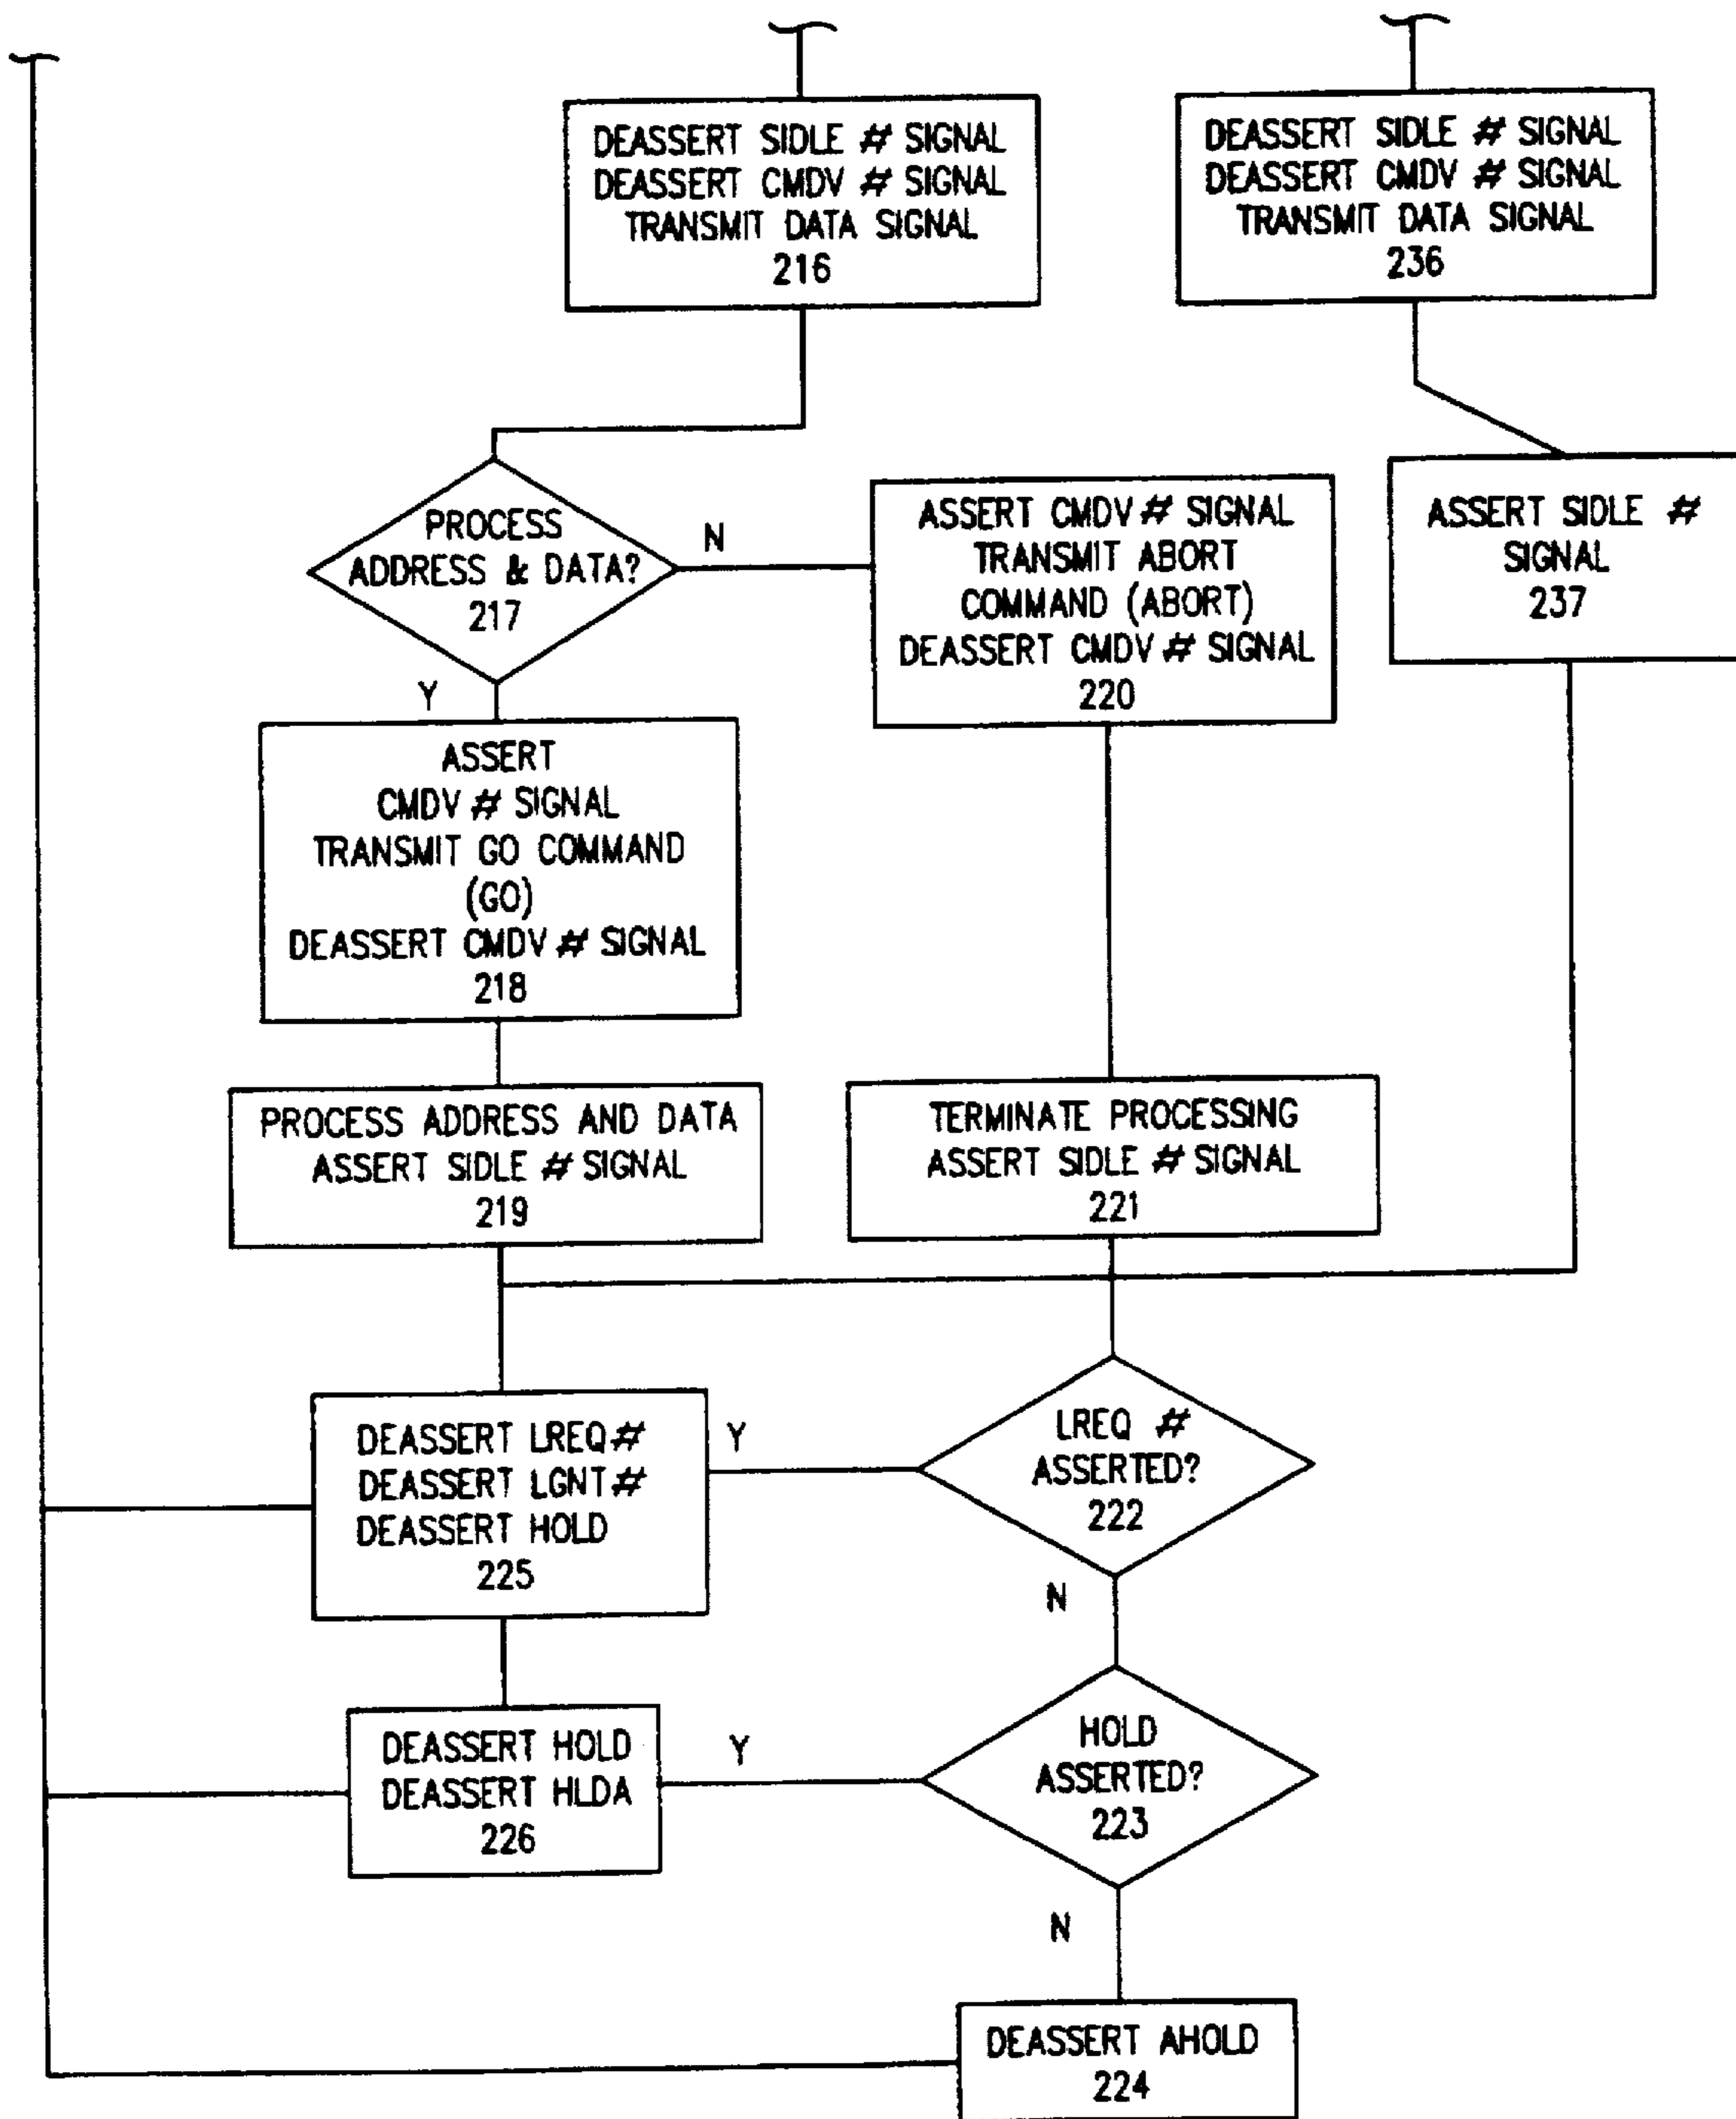 DEASSERT SIDLE # SIGNAL
DEASSERT CMDV # SIGNAL
TRANSMIT DATA SIGNAL
216
DEASSERT SIDLE # SIGNAL
DEASSERT CMDV # SIGNAL
TRANSMIT DATA SIGNAL
236
PROCESS
ADDRESS & DATA?
217
N
Y
ASSERT CMDV # SIGNAL
TRANSMIT ABORT
COMMAND (ABORT)
DEASSERT CMDV # SIGNAL
220
ASSERT SIDLE #
SIGNAL
237
ASSERT
CMDV # SIGNAL
TRANSMIT GO COMMAND
(GO)
DEASSERT CMDV # SIGNAL
218
PROCESS ADDRESS AND DATA
ASSERT SIDLE # SIGNAL
219
TERMINATE PROCESSING
ASSERT SIDLE # SIGNAL
221
DEASSERT LREQ#
DEASSERT LGNT#
DEASSERT HOLD
225
Y
LREQ #
ASSERTED?
222
N
DEASSERT HOLD
DEASSERT HLDA
226
Y
HOLD
ASSERTED?
223
N
DEASSERT AHOLD
224